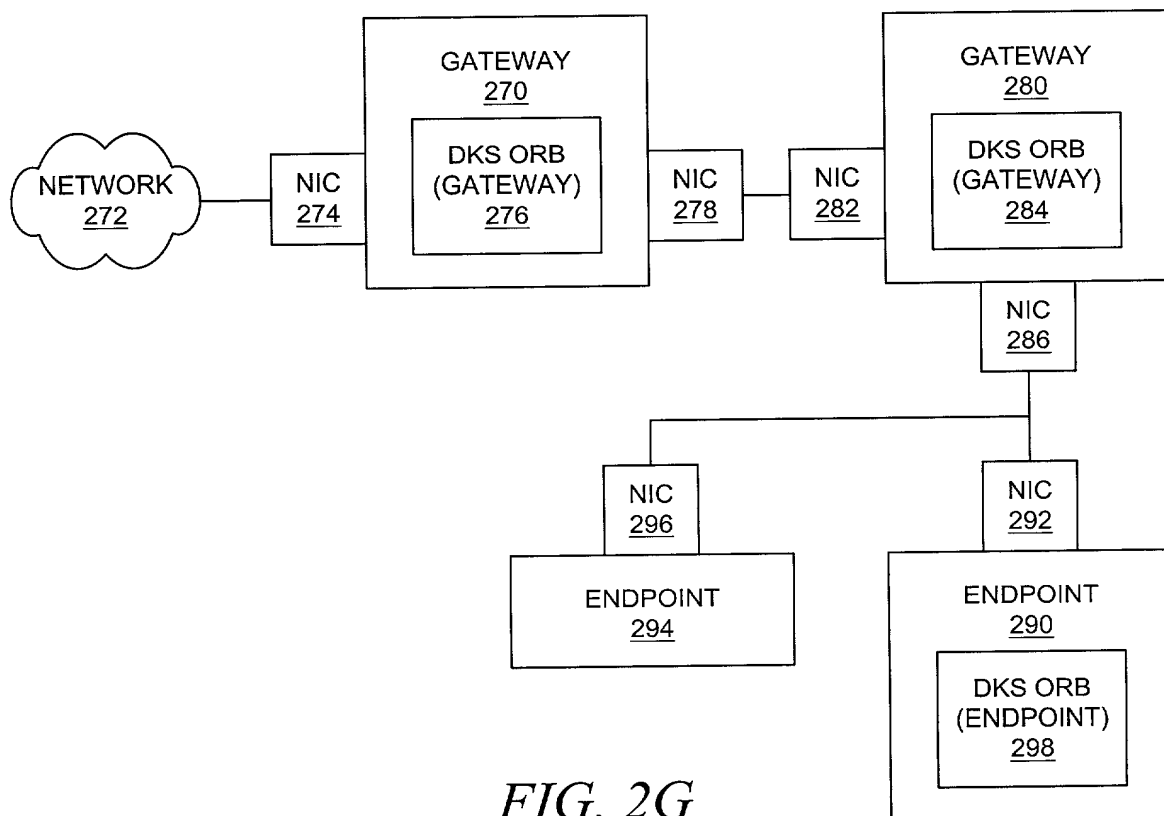 GATEWAY
270
GATEWAY
280
NETWORK
272
NIC
274
DKS ORB
(GATEWAY)
276
NIC
278
NIC
282
DKS ORB
(GATEWAY)
284
NIC
286
NIC
296
NIC
292
ENDPOINT
294
ENDPOINT
290
DKS ORB
(ENDPOINT)
298
FIG. 2G